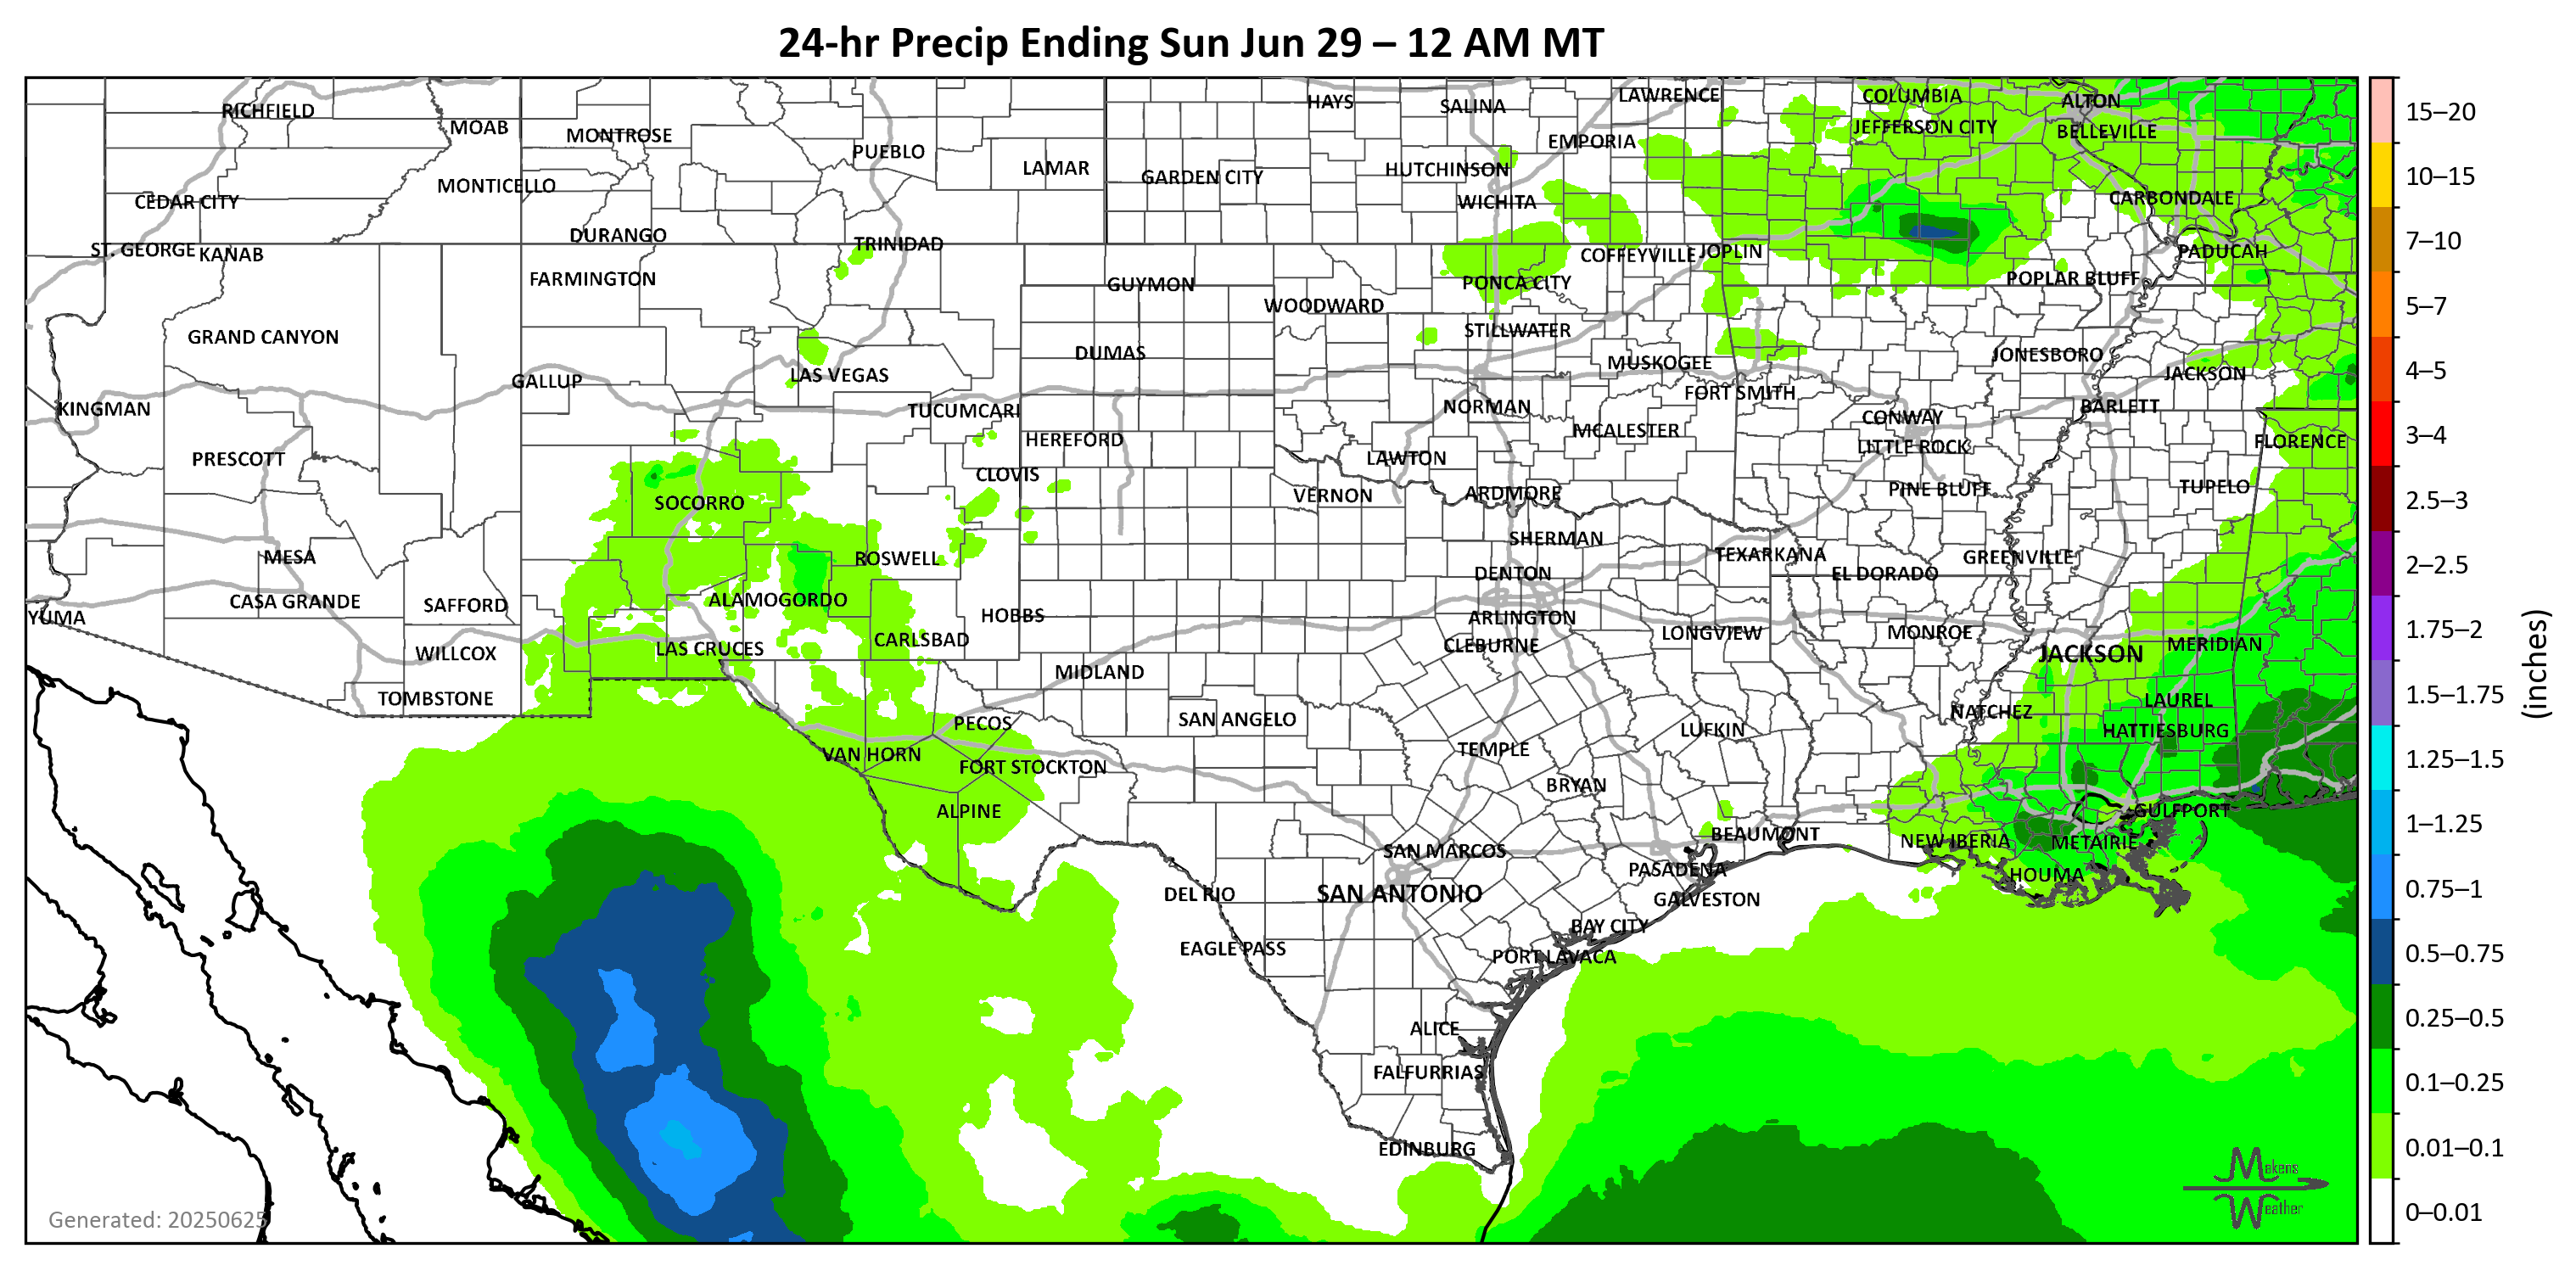 24-hr Precip Ending Sun Jun 29 – 12 AM MT
RICHFIELD
MOAB
MONTROSE
PUEBLO
LAMAR
HAYS
SALINA
LAWRENCE
COLUMBIA
ALTON
JEFFERSON CITY
BELLEVILLE
EMPORIA
HUTCHINSON
GARDEN CITY
MONTICELLO
CEDAR CITY
WICHITA
CARBONDALE
DURANGO
TRINIDAD
ST. GEORGE
KANAB
COFFEYVILLE
JOPLIN
PADUCAH
FARMINGTON
GUYMON
PONCA CITY
POPLAR BLUFF
WOODWARD
GRAND CANYON
STILLWATER
DUMAS
JONESBORO
MUSKOGEE
LAS VEGAS
JACKSON
GALLUP
FORT SMITH
KINGMAN
TUCUMCARI
NORMAN
BARLETT
CONWAY
HEREFORD
MCALESTER
FLORENCE
LITTLE ROCK
PRESCOTT
LAWTON
CLOVIS
TUPELO
PINE BLUFF
VERNON
ARDMORE
SOCORRO
SHERMAN
MESA
ROSWELL
TEXARKANA
GREENVILLE
DENTON
EL DORADO
CASA GRANDE
SAFFORD
ALAMOGORDO
HOBBS
ARLINGTON
YUMA
LONGVIEW
MONROE
CARLSBAD
CLEBURNE
MERIDIAN
WILLCOX
LAS CRUCES
JACKSON
MIDLAND
TOMBSTONE
LAUREL
NATCHEZ
PECOS
SAN ANGELO
LUFKIN
HATTIESBURG
VAN HORN
TEMPLE
FORT STOCKTON
BRYAN
ALPINE
GULFPORT
BEAUMONT
NEW IBERIA
METAIRIE
SAN MARCOS
PASADENA
HOUMA
DEL RIO
SAN ANTONIO
GALVESTON
BAY CITY
EAGLE PASS
PORT LAVACA
ALICE
FALFURRIAS
EDINBURG
Generated: 20250625
Makens
Weather
15–20
10–15
7–10
5–7
4–5
3–4
2.5–3
2–2.5
1.75–2
1.5–1.75
1.25–1.5
1–1.25
0.75–1
0.5–0.75
0.25–0.5
0.1–0.25
0.01–0.1
0–0.01
(inches)